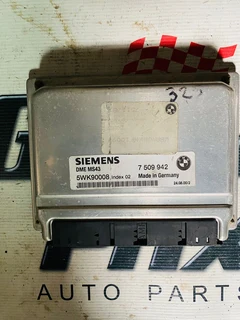 32
SIEMENS
DME MS43
7 509 942
5WK90008 Index 02
Made in Germany
AUTO PARTS